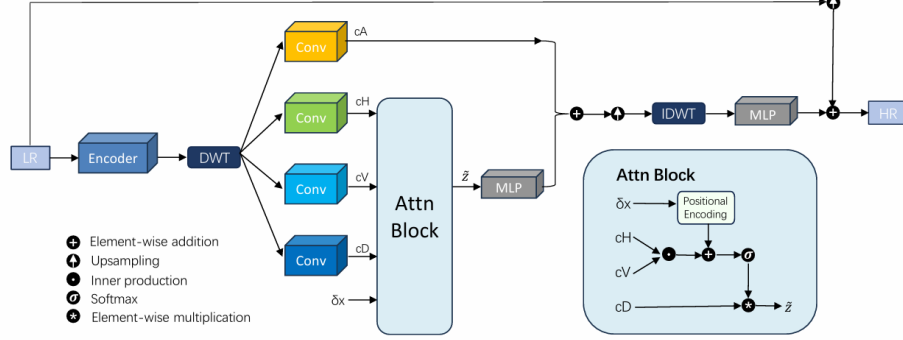 LR
Encoder
DWT
Conv
cA
Conv
cH
Conv
cV
Conv
cD
δx
Attn
Block
z̃
MLP
IDWT
MLP
HR
Element-wise addition
Upsampling
Inner production
σ Softmax
Element-wise multiplication
Attn Block
δx
Positional
Encoding
cH
cV
σ
cD
z̃